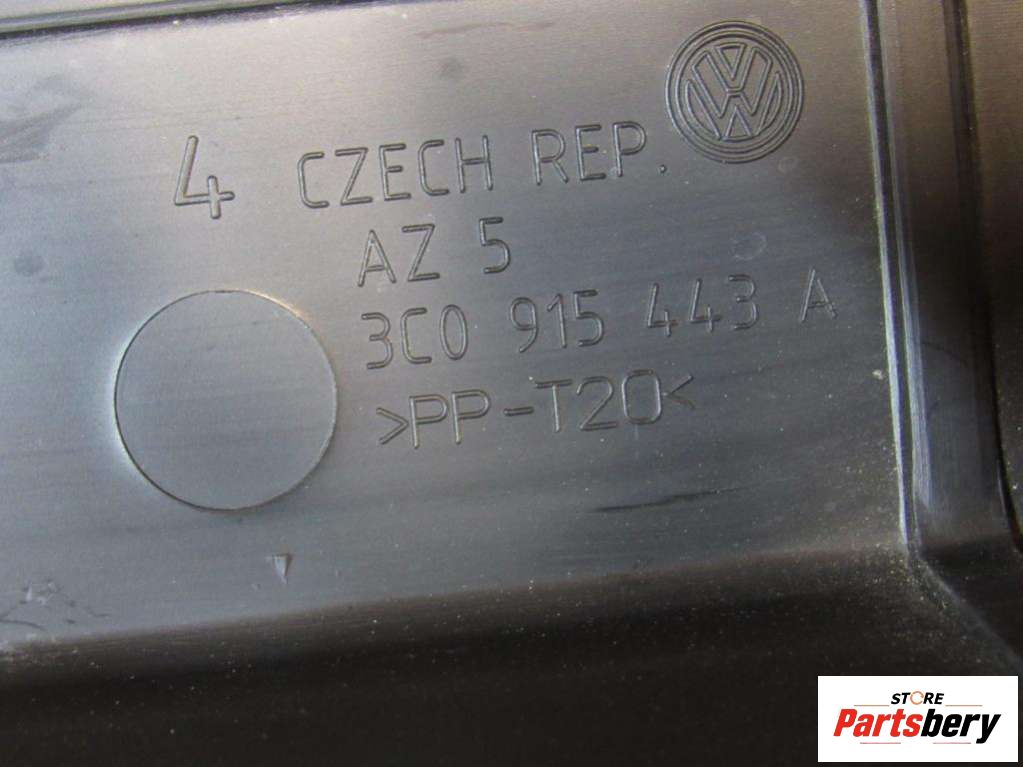 4 CZECH REP.
AZ 5
3C0 915 443 A
>PP-T20<
STORE
Partsbery